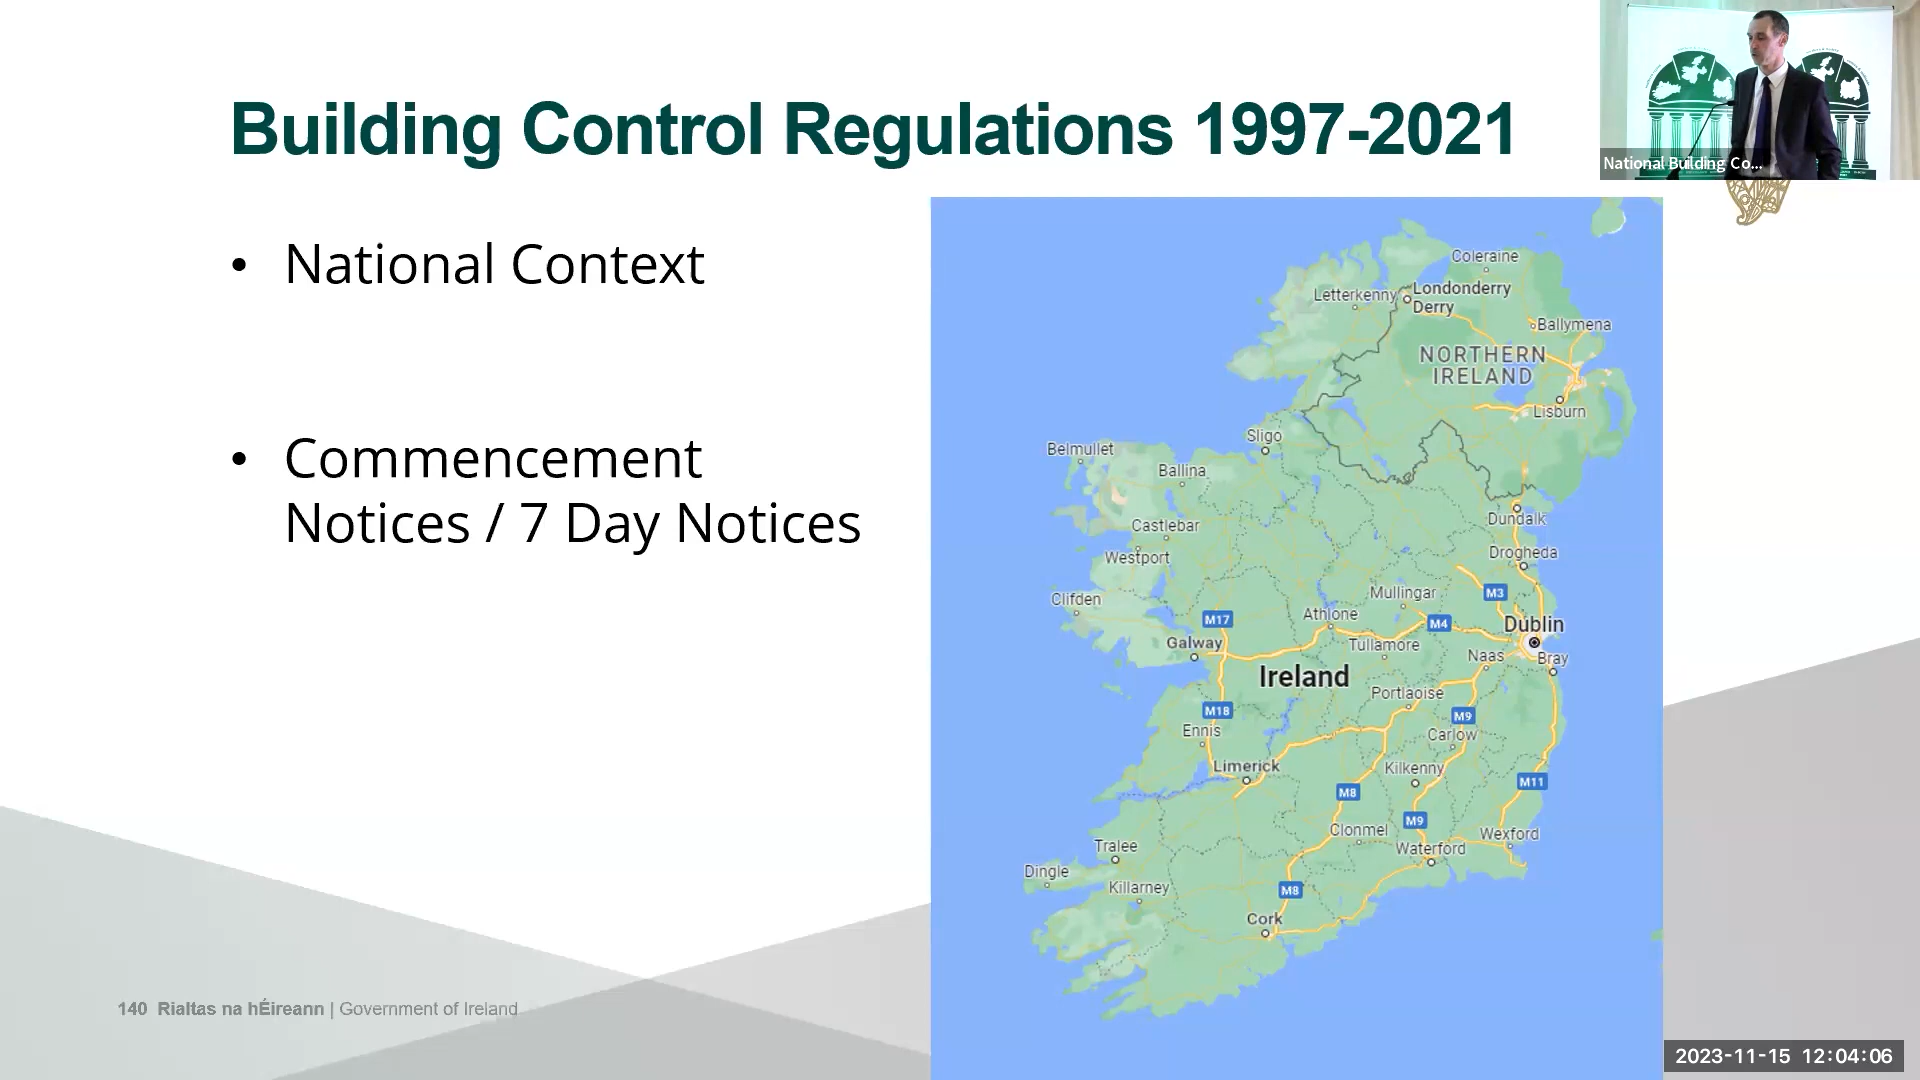 Building Control Regulations 1997-2021
National Building Co...
• National Context
• Commencement
Notices / 7 Day Notices
Coleraine
Letterkenny
Londonderry
Derry
Ballymena
NORTHERN
IRELAND
Lisburn
Sligo
Belmullet
Ballina
Castlebar
Westport
Dundalk
Drogheda
Clifden
Mullingar
M3
M17
Athlone
M4
Dublin
Galway
Tullamore
Naas
Bray
Ireland
Portlaoise
M18
M9
Ennis
Carlow
Limerick
Kilkenny
M11
M8
M9
Clonmel
Wexford
Tralee
Waterford
Dingle
Killarney
M8
Cork
140 Rialtas na hÉireann | Government of Ireland
2023-11-15 12:04:06